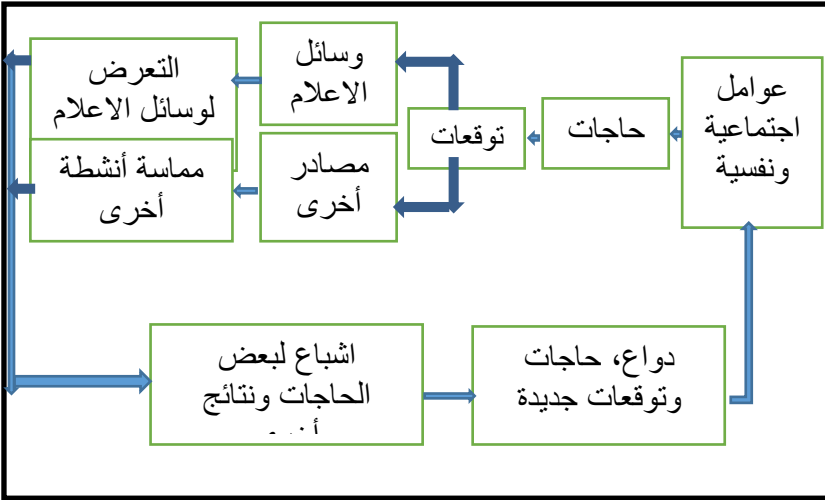 عوامل
اجتماعية
ونفسية
حاجات
توقعات
وسائل
الاعلام
التعرض
لوسائل الاعلام
مصادر
أخرى
مماسة أنشطة
أخرى
اشباع لبعض
الحاجات ونتائج
دواع، حاجات
وتوقعات جديدة